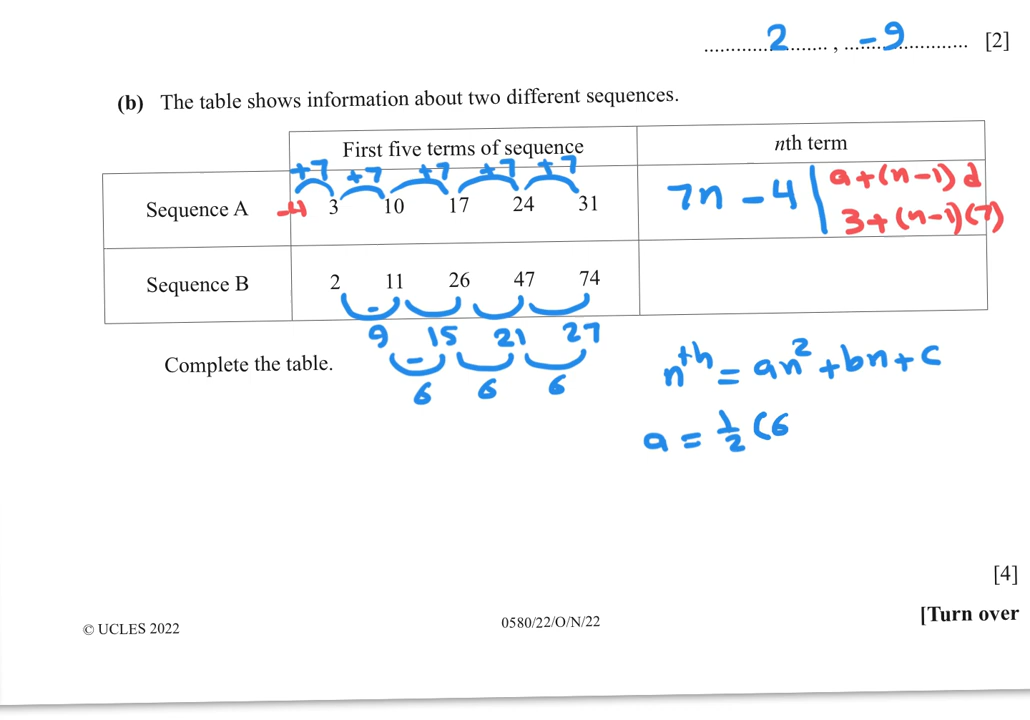 2 , -9 [2]
(b) The table shows information about two different sequences.
First five terms of sequence nth term
+7 +7 +7 +7 +7
Sequence A -4 3 10 17 24 31 7n - 4 | a+(n-1)d
3+(n-1)(7)
Sequence B 2 11 26 47 74
- 9 15 21 27
Complete the table. - 6 6 6
nth = an²+bn+c
a = 1/2 (6
[4]
© UCLES 2022 0580/22/O/N/22 [Turn over